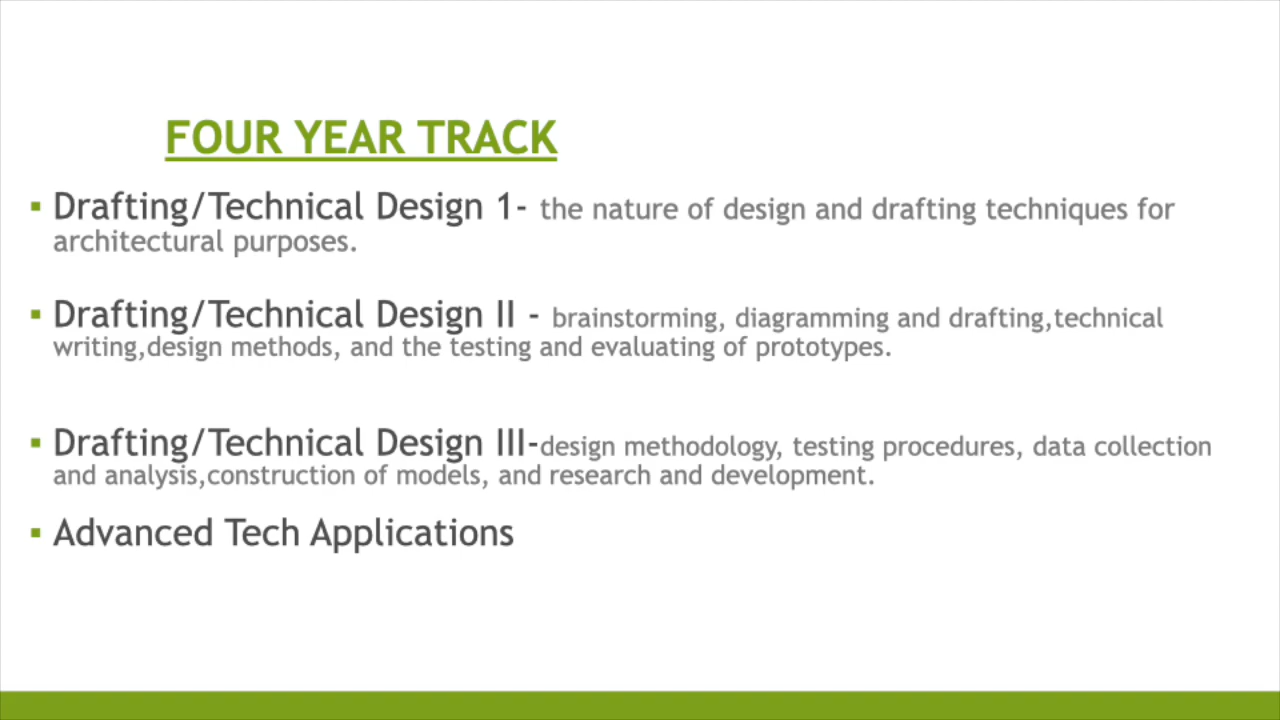 FOUR YEAR TRACK
▪ Drafting/Technical Design 1- the nature of design and drafting techniques for
architectural purposes.
▪ Drafting/Technical Design II - brainstorming, diagramming and drafting,technical
writing,design methods, and the testing and evaluating of prototypes.
▪ Drafting/Technical Design III-design methodology, testing procedures, data collection
and analysis,construction of models, and research and development.
▪ Advanced Tech Applications